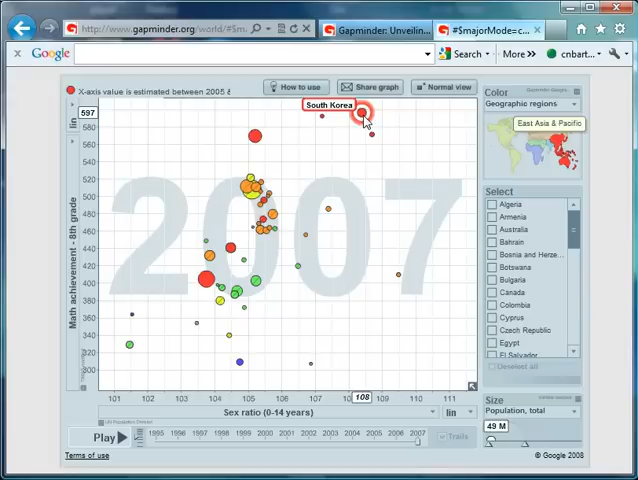 http://www.gapminder.org/world/#$m
Gapminder: Unveilin...
#$majorMode=c...
Google
Search
More »
cnbart...
X-axis value is estimated between 2005 &
How to use
Share graph
Normal view
Color
Geographic regions
East Asia & Pacific
South Korea
597
lin
580
560
540
520
500
480
460
440
420
400
380
360
340
320
300
Math achievement - 8th grade
2007
Select
Algeria
Armenia
Australia
Bahrain
Bosnia and Herze...
Botswana
Bulgaria
Canada
Colombia
Cyprus
Czech Republic
Egypt
El Salvador
Deselect all
101
102
103
104
105
106
107
108
109
110
111
Sex ratio (0-14 years)
lin
Size
Population, total
49 M
Play
1995
1996
1997
1998
1999
2000
2001
2002
2003
2004
2005
2006
2007
Trails
Terms of use
© Google 2008